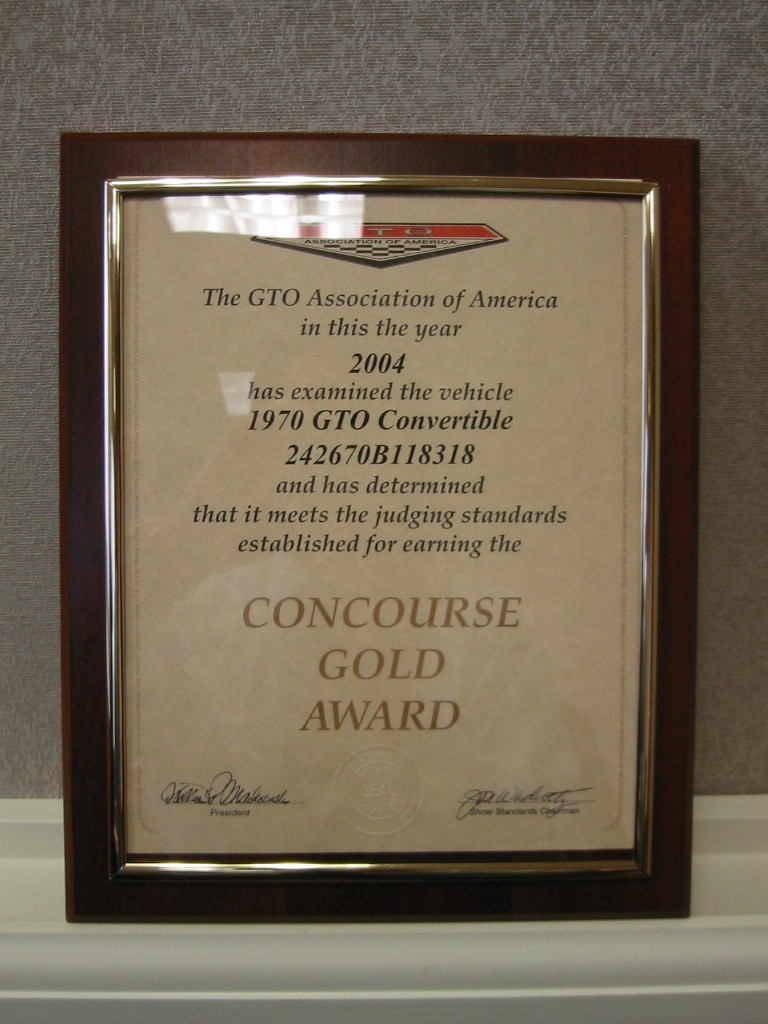 TO
ASSOCIATION OF AMERICA
The GTO Association of America
in this the year
2004
has examined the vehicle
1970 GTO Convertible
242670B118318
and has determined
that it meets the judging standards
established for earning the
CONCOURSE
GOLD
AWARD
SEAL
President
Show Standards Chairman